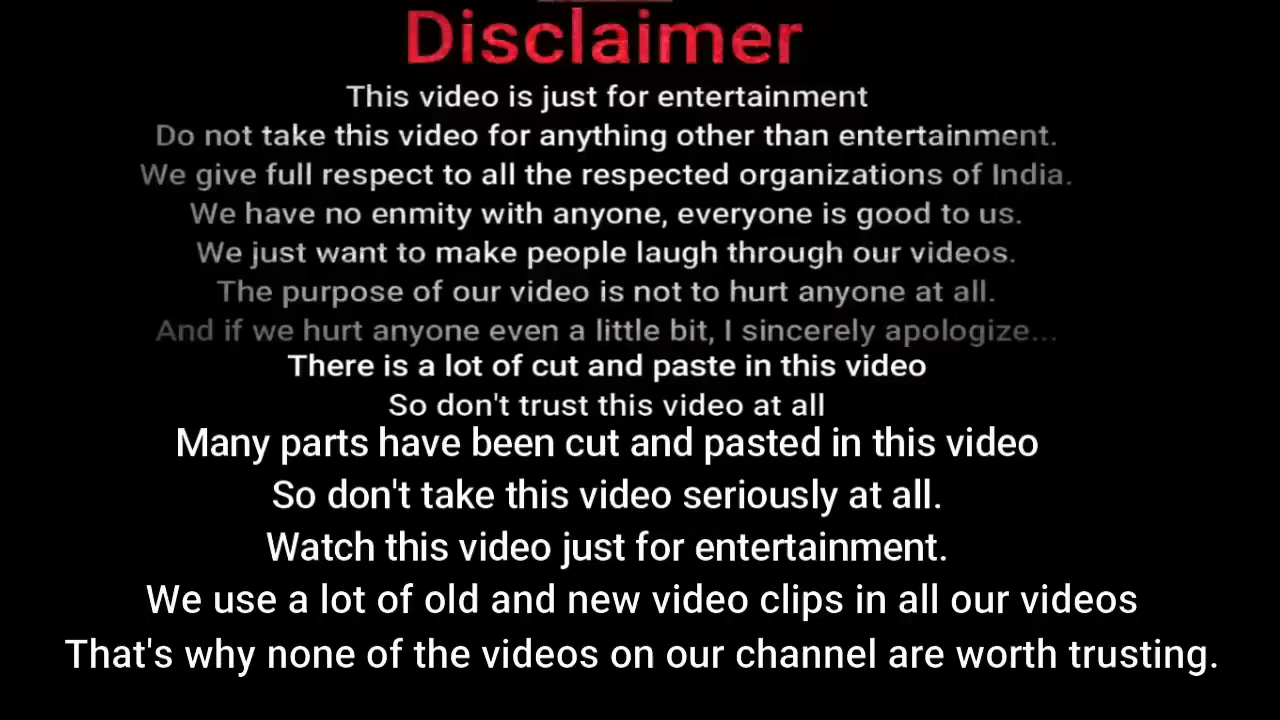 Disclaimer
This video is just for entertainment
Do not take this video for anything other than entertainment.
We give full respect to all the respected organizations of India.
We have no enmity with anyone, everyone is good to us.
We just want to make people laugh through our videos.
The purpose of our video is not to hurt anyone at all.
And if we hurt anyone even a little bit, I sincerely apologize...
There is a lot of cut and paste in this video
So don't trust this video at all
Many parts have been cut and pasted in this video
So don't take this video seriously at all.
Watch this video just for entertainment.
We use a lot of old and new video clips in all our videos
That's why none of the videos on our channel are worth trusting.